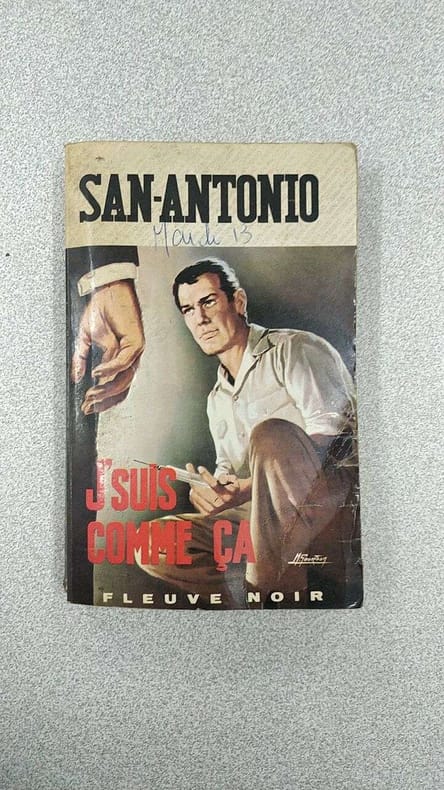 SAN-ANTONIO
Mardi 13
J'SUIS
COMME ÇA
FLEUVE NOIR